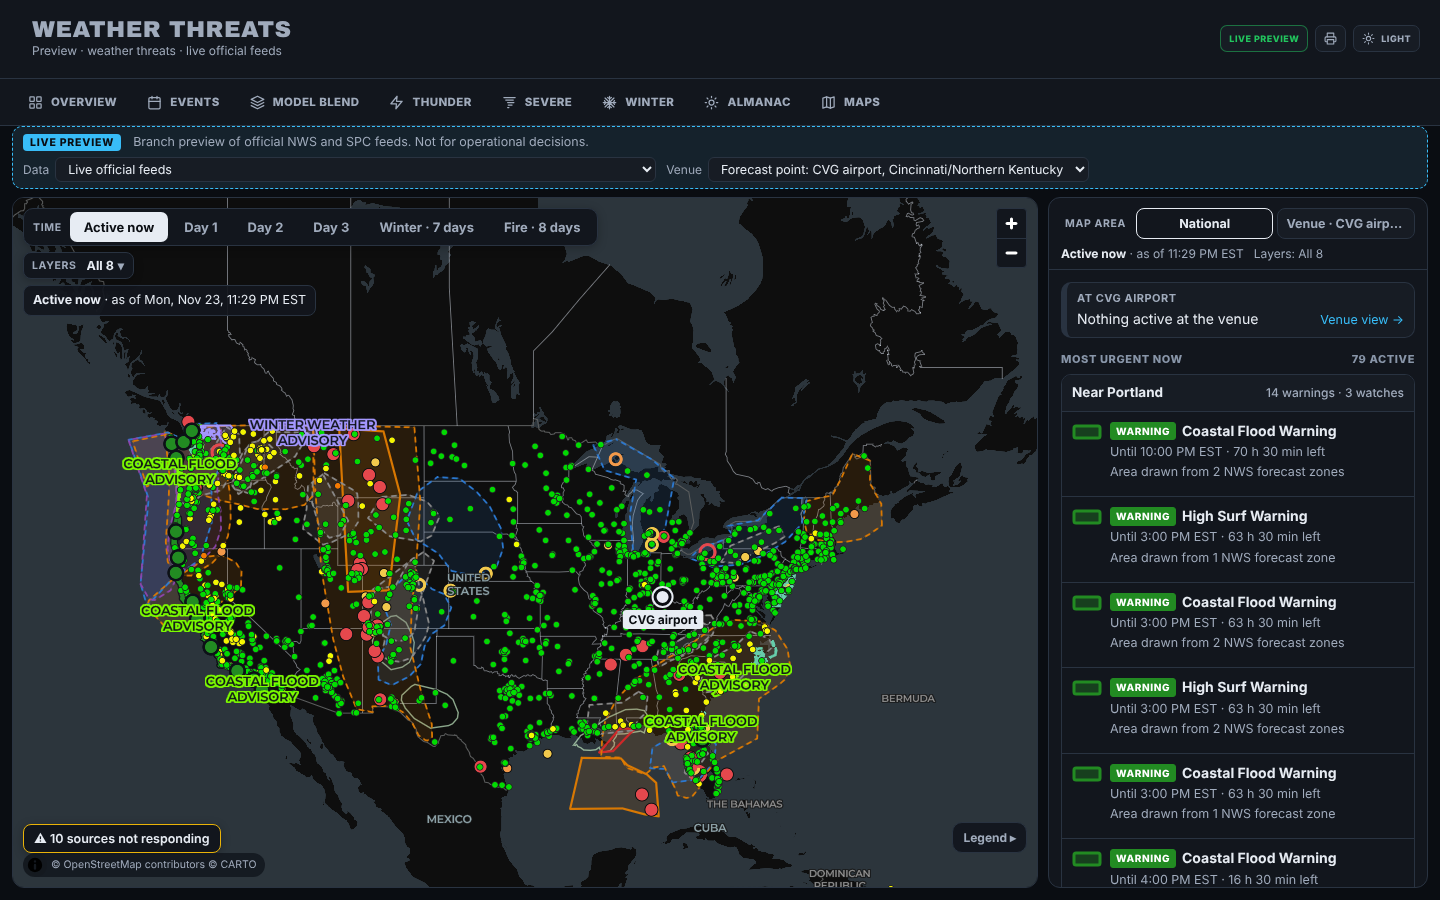 WEATHER THREATS
Preview · weather threats · live official feeds
LIVE PREVIEW
LIGHT
OVERVIEW
EVENTS
MODEL BLEND
THUNDER
SEVERE
WINTER
ALMANAC
MAPS
LIVE PREVIEW Branch preview of official NWS and SPC feeds. Not for operational decisions.
Data Live official feeds Venue Forecast point: CVG airport, Cincinnati/Northern Kentucky
TIME Active now Day 1 Day 2 Day 3 Winter · 7 days Fire · 8 days
LAYERS All 8 ▾
Active now · as of Mon, Nov 23, 11:29 PM EST
+
−
WINTER WEATHER
ADVISORY
COASTAL FLOOD
ADVISORY
UNITED
STATES
CVG airport
COASTAL FLOOD
ADVISORY
COASTAL FLOOD
ADVISORY
COASTAL FLOOD
ADVISORY
BERMUDA
COASTAL FLOOD
ADVISORY
THE BAHAMAS
MEXICO
CUBA
DOMINICAN
REPUBLIC
⚠ 10 sources not responding
Legend ▸
© OpenStreetMap contributors © CARTO
MAP AREA National Venue · CVG airp...
Active now · as of 11:29 PM EST Layers: All 8
AT CVG AIRPORT
Nothing active at the venue Venue view →
MOST URGENT NOW 79 ACTIVE
Near Portland 14 warnings · 3 watches
WARNING Coastal Flood Warning
Until 10:00 PM EST · 70 h 30 min left
Area drawn from 2 NWS forecast zones
WARNING High Surf Warning
Until 3:00 PM EST · 63 h 30 min left
Area drawn from 1 NWS forecast zone
WARNING Coastal Flood Warning
Until 3:00 PM EST · 63 h 30 min left
Area drawn from 2 NWS forecast zones
WARNING High Surf Warning
Until 3:00 PM EST · 63 h 30 min left
Area drawn from 2 NWS forecast zones
WARNING Coastal Flood Warning
Until 3:00 PM EST · 63 h 30 min left
Area drawn from 1 NWS forecast zone
WARNING Coastal Flood Warning
Until 4:00 PM EST · 16 h 30 min left